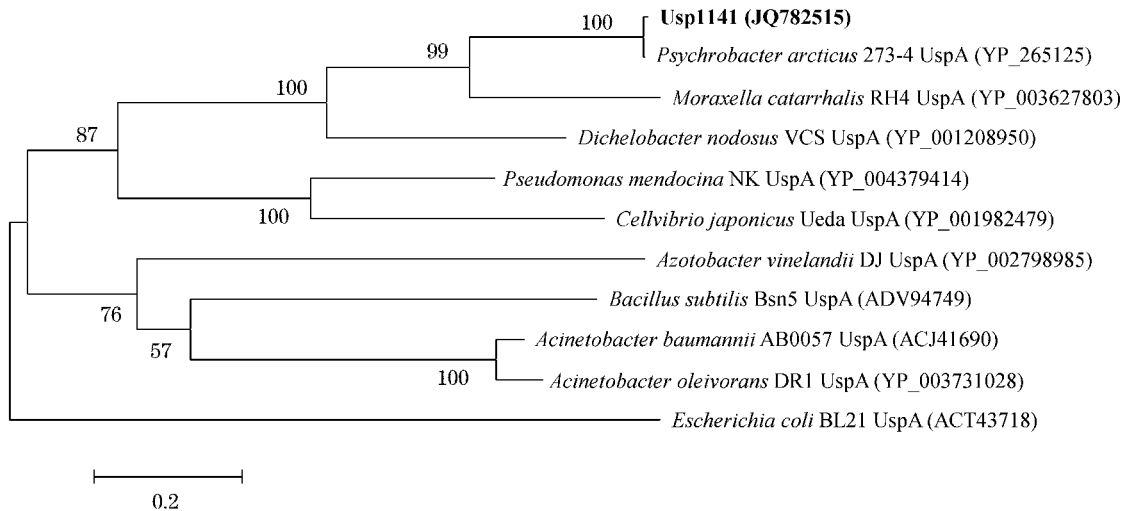 100 Usp1141 (JQ782515)
99 Psychrobacter arcticus 273-4 UspA (YP_265125)
100 Moraxella catarrhalis RH4 UspA (YP_003627803)
87 Dichelobacter nodosus VCS UspA (YP_001208950)
Pseudomonas mendocina NK UspA (YP_004379414)
100 Cellvibrio japonicus Ueda UspA (YP_001982479)
Azotobacter vinelandii DJ UspA (YP_002798985)
76 Bacillus subtilis Bsn5 UspA (ADV94749)
57 Acinetobacter baumannii AB0057 UspA (ACJ41690)
100 Acinetobacter oleivorans DR1 UspA (YP_003731028)
Escherichia coli BL21 UspA (ACT43718)
0.2